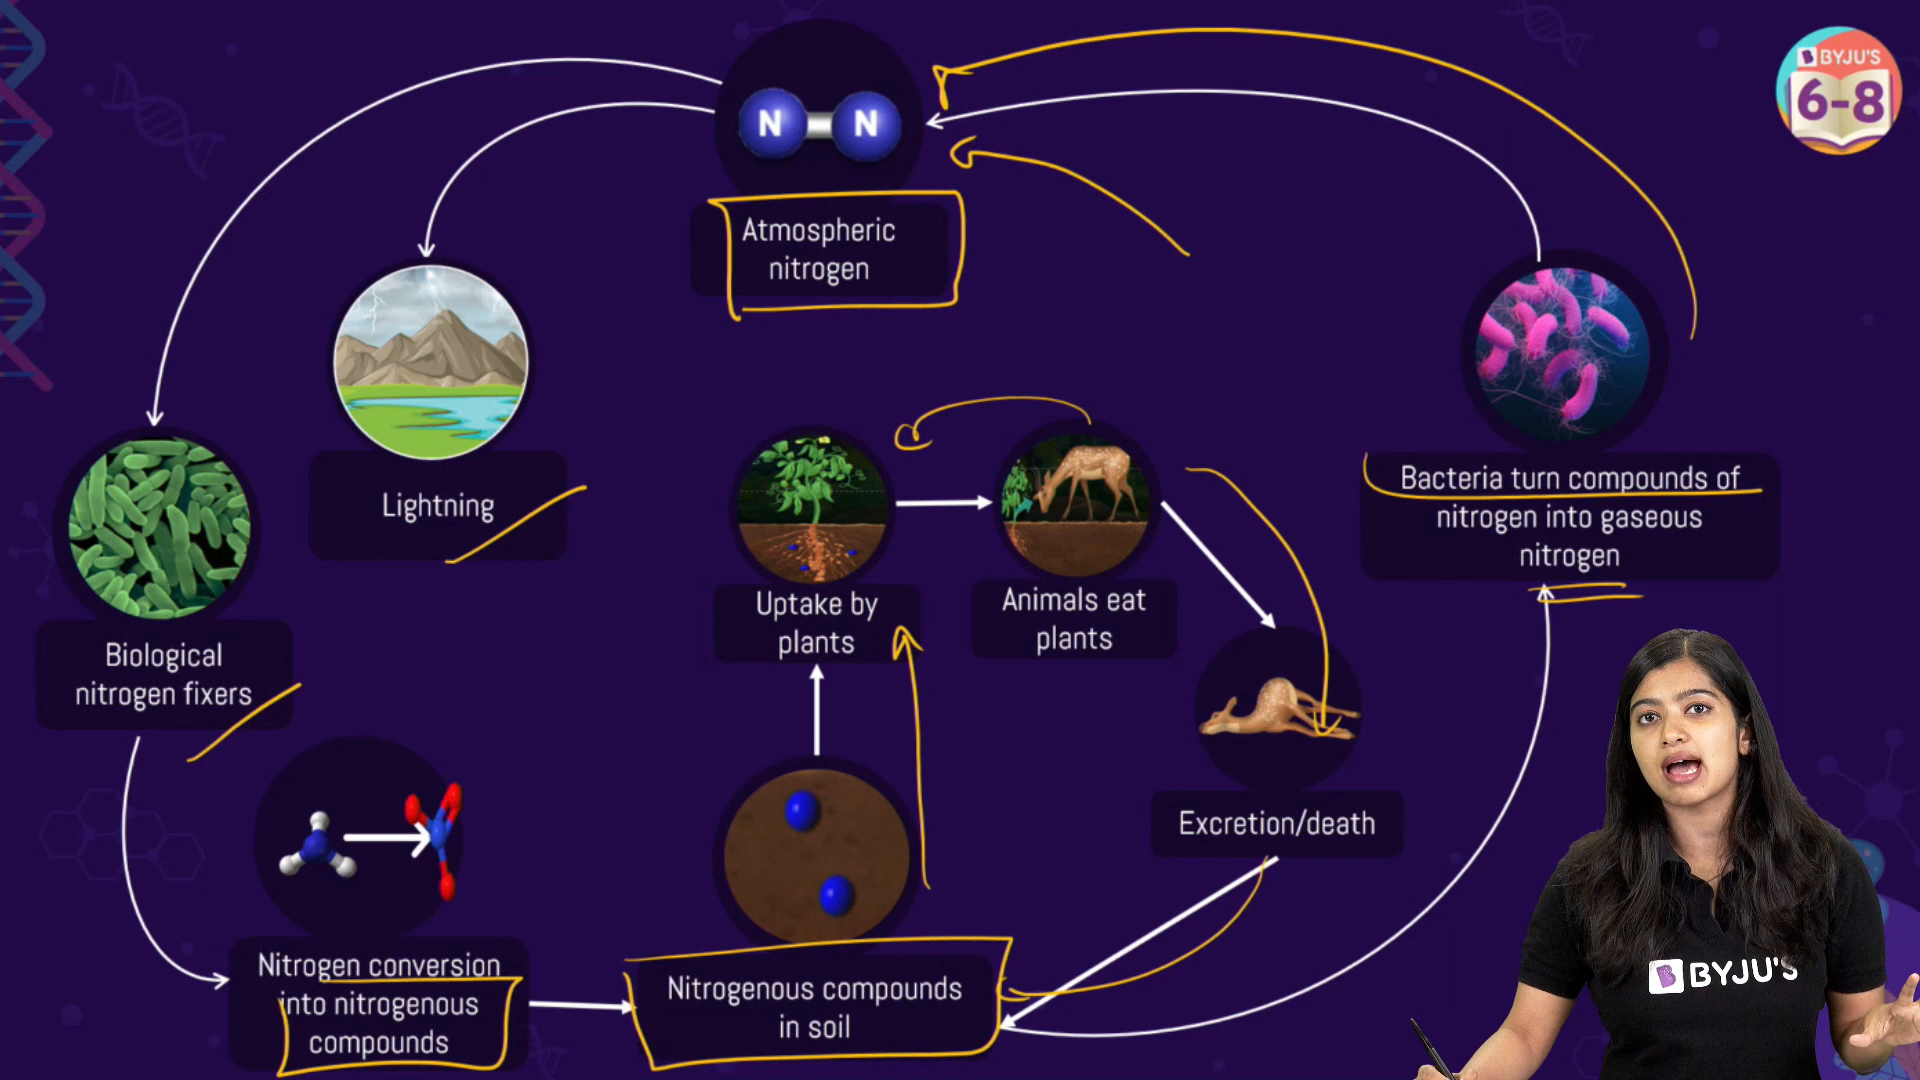 BYJU'S
6-8
N N
Atmospheric
nitrogen
Lightning
Biological
nitrogen fixers
Uptake by
plants
Animals eat
plants
Bacteria turn compounds of
nitrogen into gaseous
nitrogen
Excretion/death
Nitrogen conversion
into nitrogenous
compounds
Nitrogenous compounds
in soil
BYJU'S